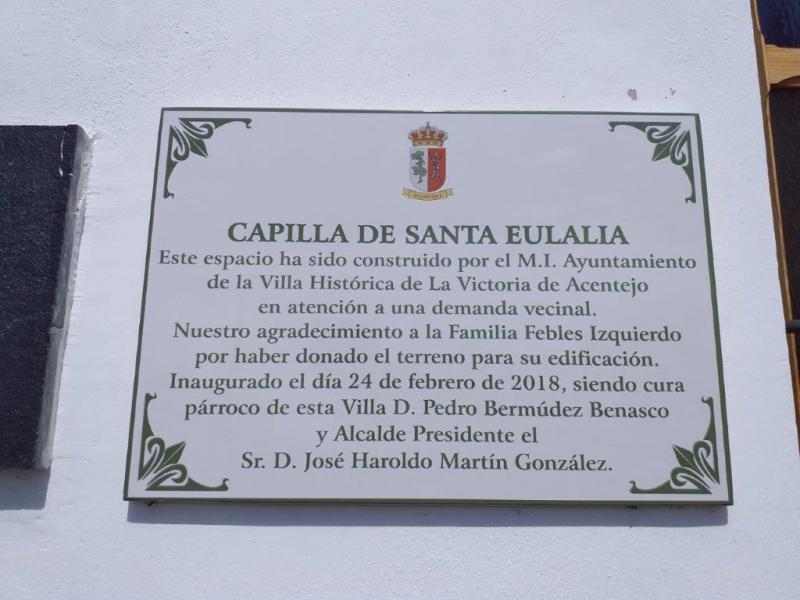 CAPILLA DE SANTA EULALIA
Este espacio ha sido construido por el M.I. Ayuntamiento
de la Villa Histórica de La Victoria de Acentejo
en atención a una demanda vecinal.
Nuestro agradecimiento a la Familia Febles Izquierdo
por haber donado el terreno para su edificación.
Inaugurado el día 24 de febrero de 2018, siendo cura
párroco de esta Villa D. Pedro Bermúdez Benasco
y Alcalde Presidente el
Sr. D. José Haroldo Martín González.